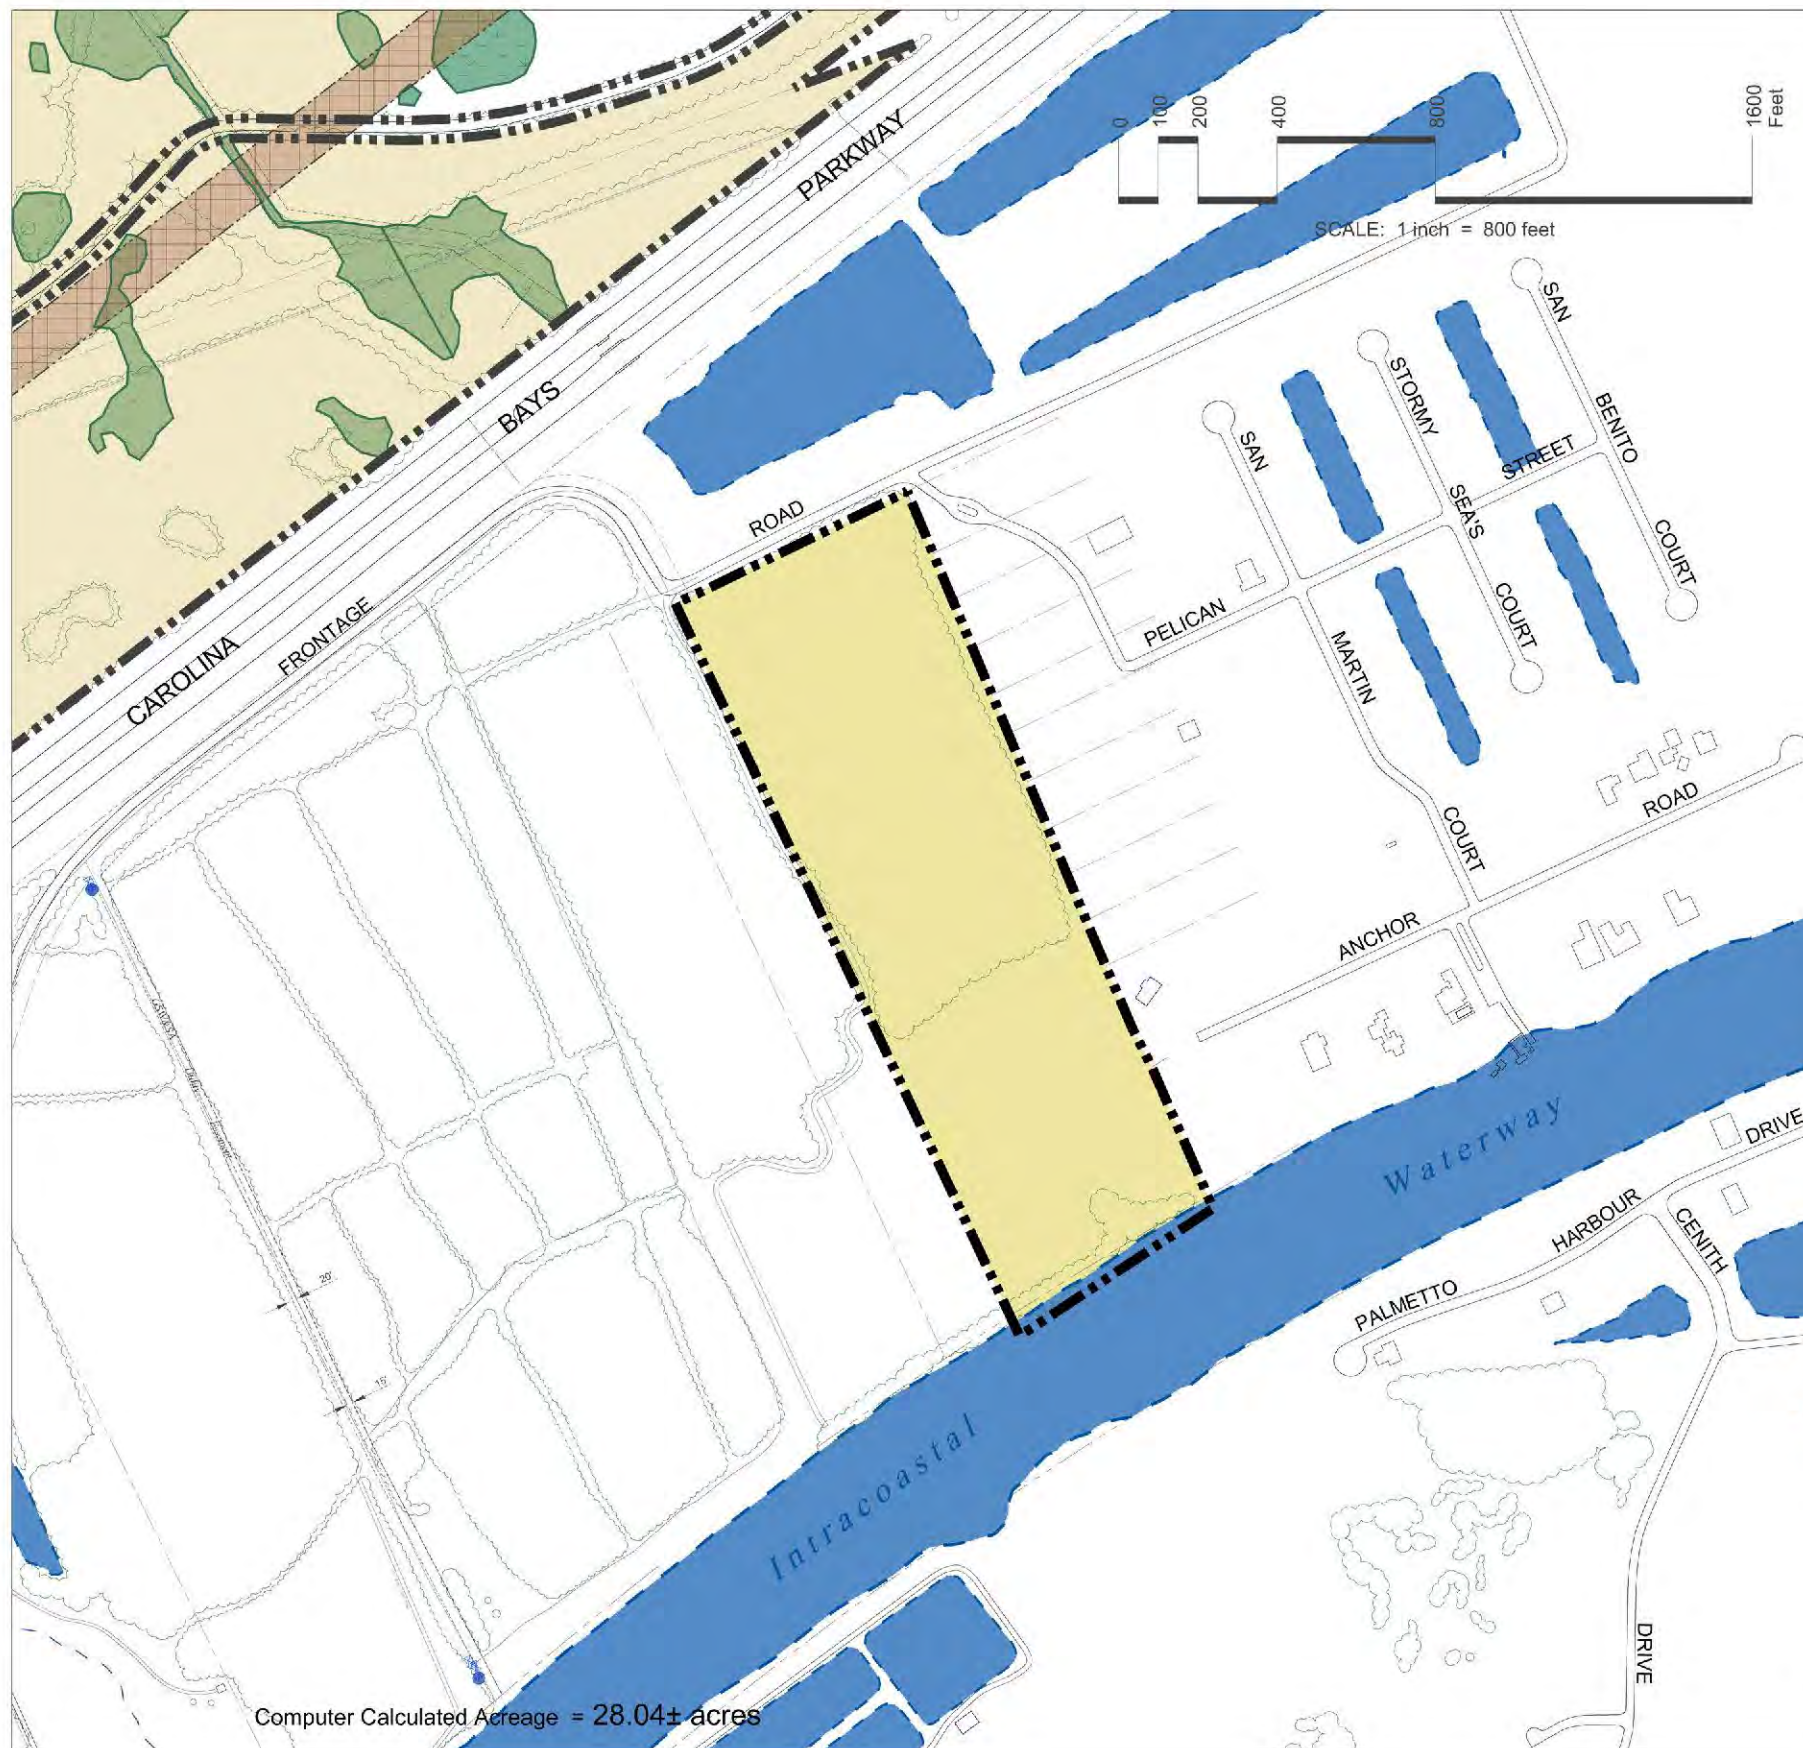 0
100
200
400
800
1600
Feet
SCALE: 1 inch = 800 feet
PARKWAY
BAYS
CAROLINA
FRONTAGE
ROAD
SAN
BENITO
COURT
STORMY
SEA'S
COURT
STREET
PELICAN
SAN
MARTIN
COURT
ROAD
ANCHOR
Waterway
Intracoastal
DRIVE
HARBOUR
PALMETTO
CENITH
DRIVE
20'
15'
Computer Calculated Acreage = 28.04± acres